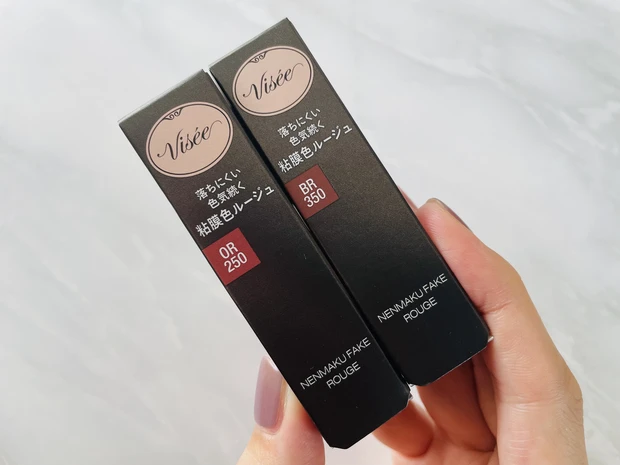 Visée
落ちにくい
色気続く
粘膜色ルージュ
OR
250
NENMAKU FAKE
ROUGE
Visée
落ちにくい
色気続く
粘膜色ルージュ
BR
350
NENMAKU FAKE
ROUGE